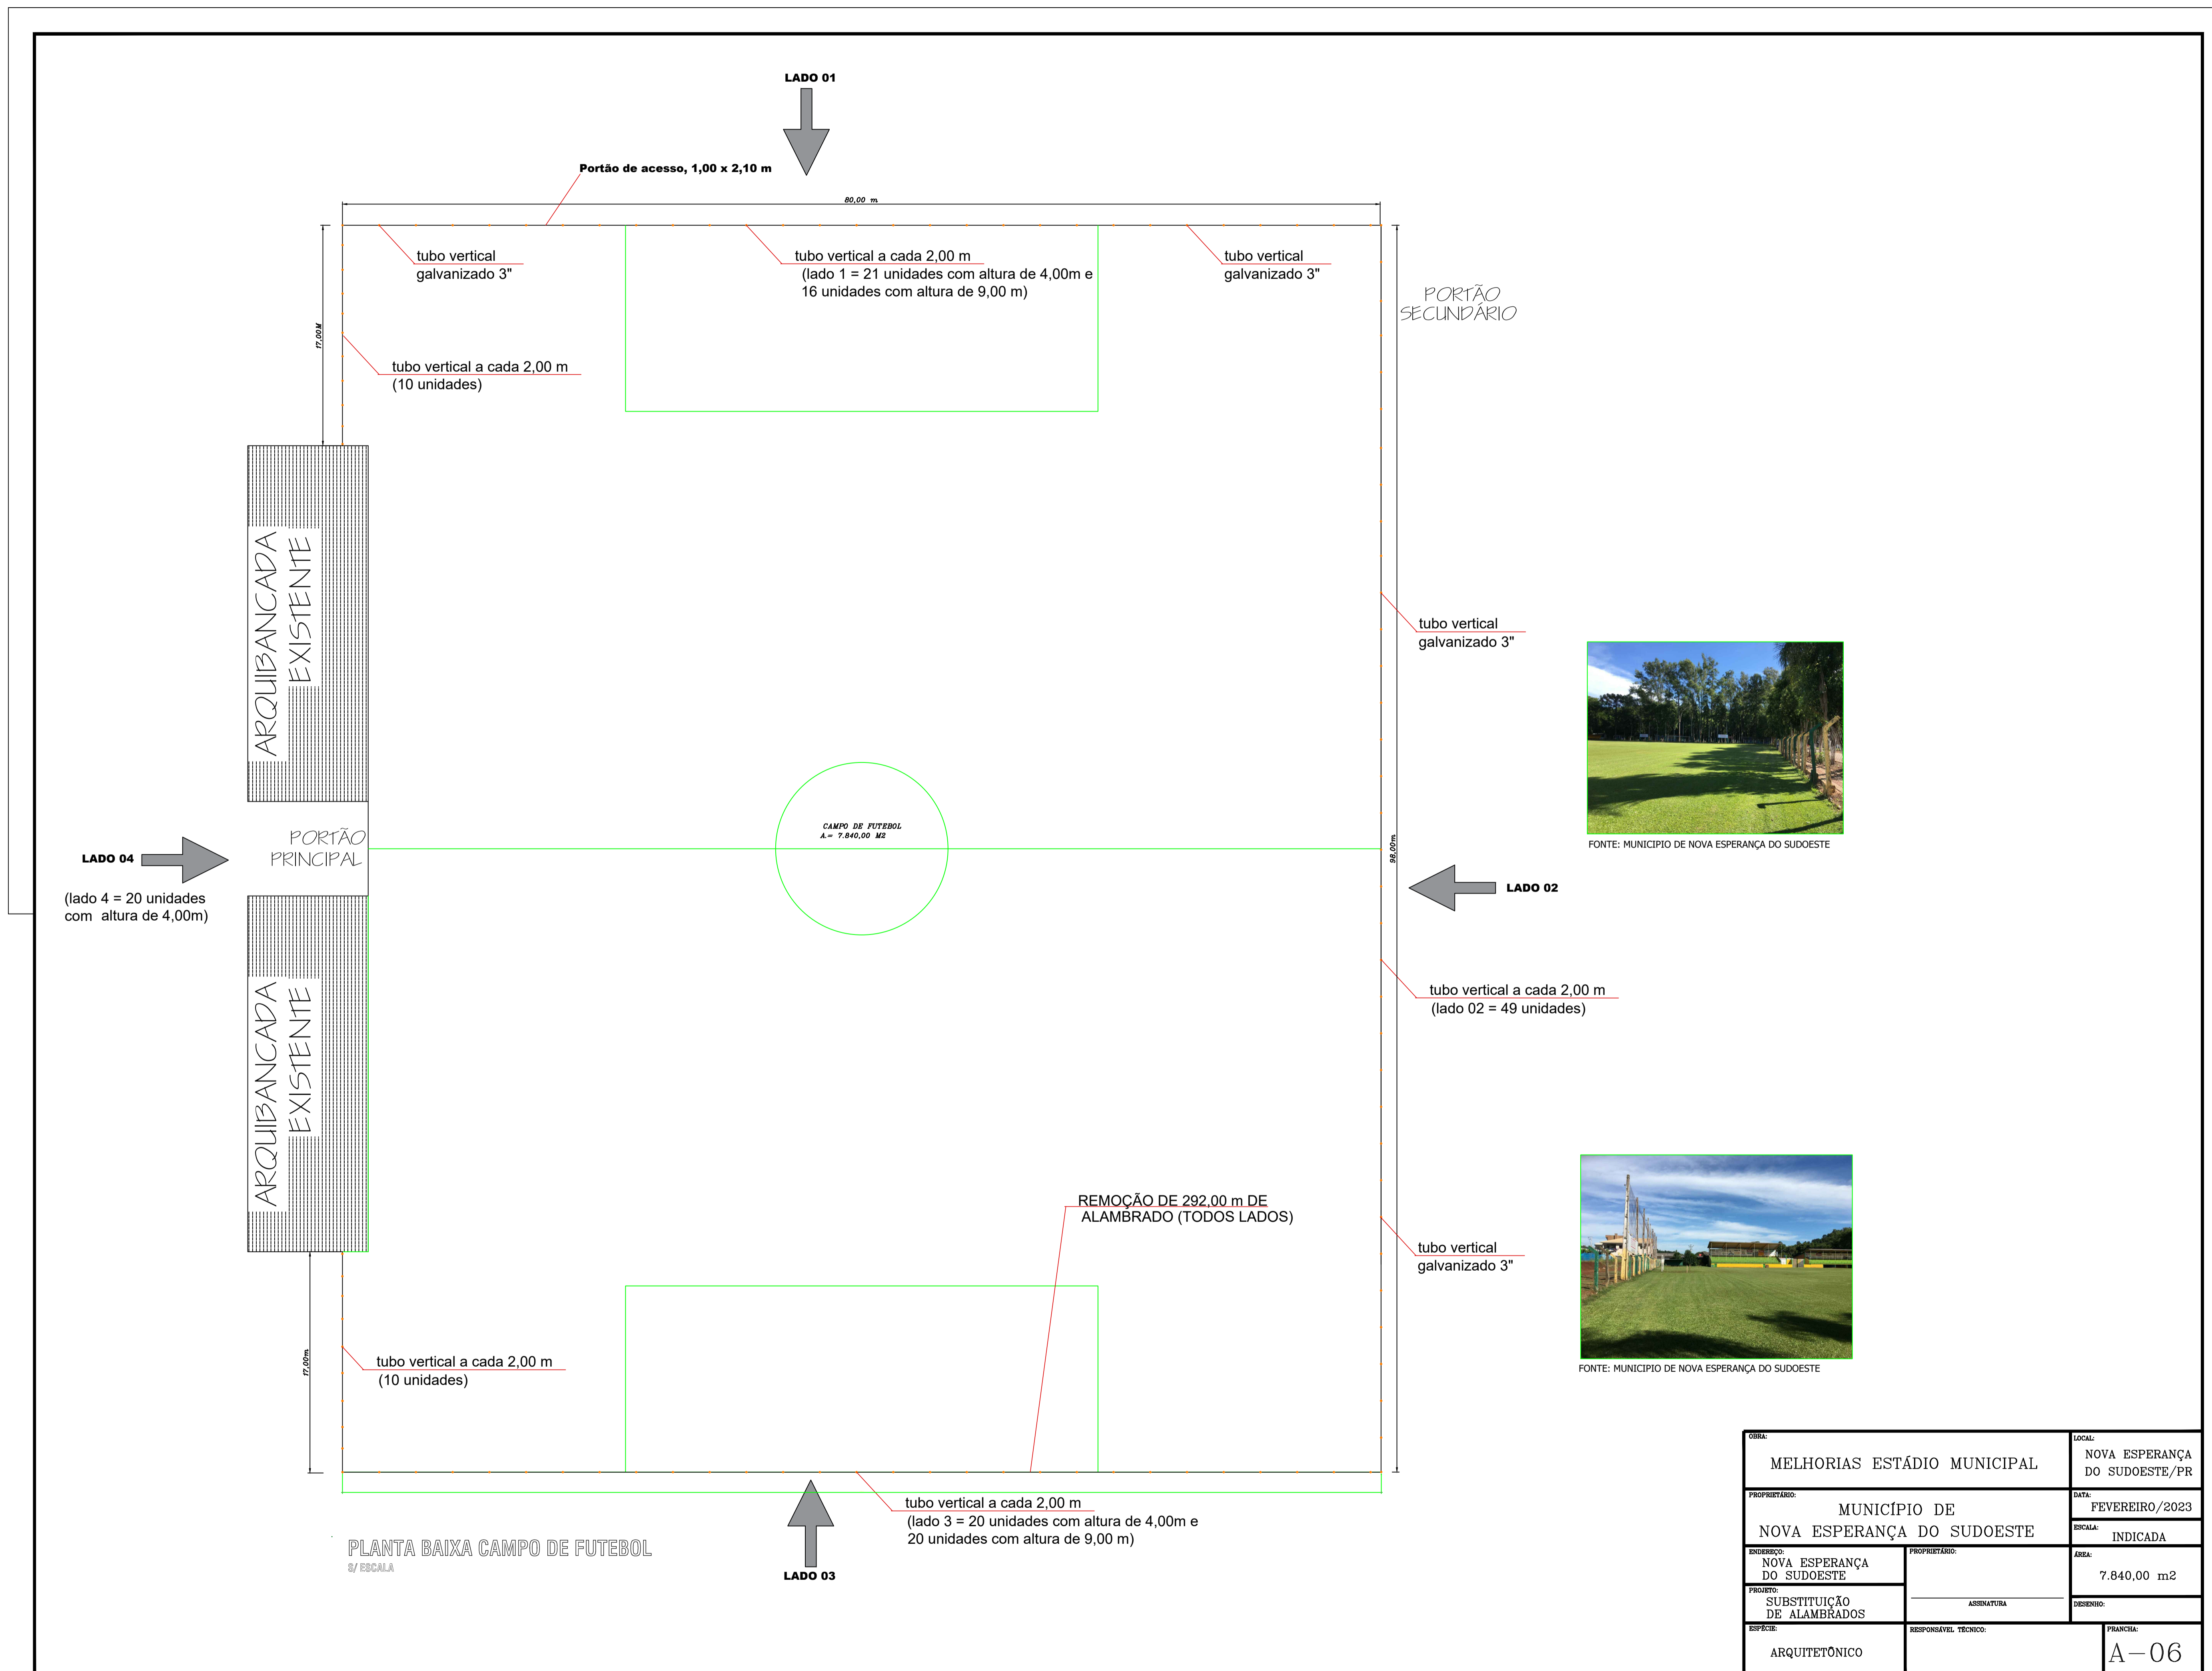 LADO 01
Portão de acesso, 1,00 x 2,10 m
80,00 m
tubo vertical
galvanizado 3"
tubo vertical a cada 2,00 m
(lado 1 = 21 unidades com altura de 4,00m e
16 unidades com altura de 9,00 m)
tubo vertical
galvanizado 3"
PORTÃO
SECUNDÁRIO
17,00M
tubo vertical a cada 2,00 m
(10 unidades)
ARQUIBANCADA
EXISTENTE
tubo vertical
galvanizado 3"
FONTE: MUNICIPIO DE NOVA ESPERANÇA DO SUDOESTE
CAMPO DE FUTEBOL
A.= 7.840,00 M2
PORTÃO
PRINCIPAL
LADO 04
(lado 4 = 20 unidades
com altura de 4,00m)
98,00m
LADO 02
tubo vertical a cada 2,00 m
(lado 02 = 49 unidades)
ARQUIBANCADA
EXISTENTE
REMOÇÃO DE 292,00 m DE
ALAMBRADO (TODOS LADOS)
tubo vertical
galvanizado 3"
FONTE: MUNICIPIO DE NOVA ESPERANÇA DO SUDOESTE
17,00m
tubo vertical a cada 2,00 m
(10 unidades)
tubo vertical a cada 2,00 m
(lado 3 = 20 unidades com altura de 4,00m e
20 unidades com altura de 9,00 m)
LADO 03
PLANTA BAIXA CAMPO DE FUTEBOL
S/ ESCALA
OBRA:
MELHORIAS ESTÁDIO MUNICIPAL
LOCAL:
NOVA ESPERANÇA
DO SUDOESTE/PR
PROPRIETÁRIO:
MUNICÍPIO DE
NOVA ESPERANÇA DO SUDOESTE
DATA:
FEVEREIRO/2023
ESCALA:
INDICADA
ENDEREÇO:
NOVA ESPERANÇA
DO SUDOESTE
PROPRIETÁRIO:
ASSINATURA
ÁREA:
7.840,00 m2
PROJETO:
SUBSTITUIÇÃO
DE ALAMBRADOS
DESENHO:
ESPÉCIE:
ARQUITETÔNICO
RESPONSÁVEL TÉCNICO:
PRANCHA:
A-06